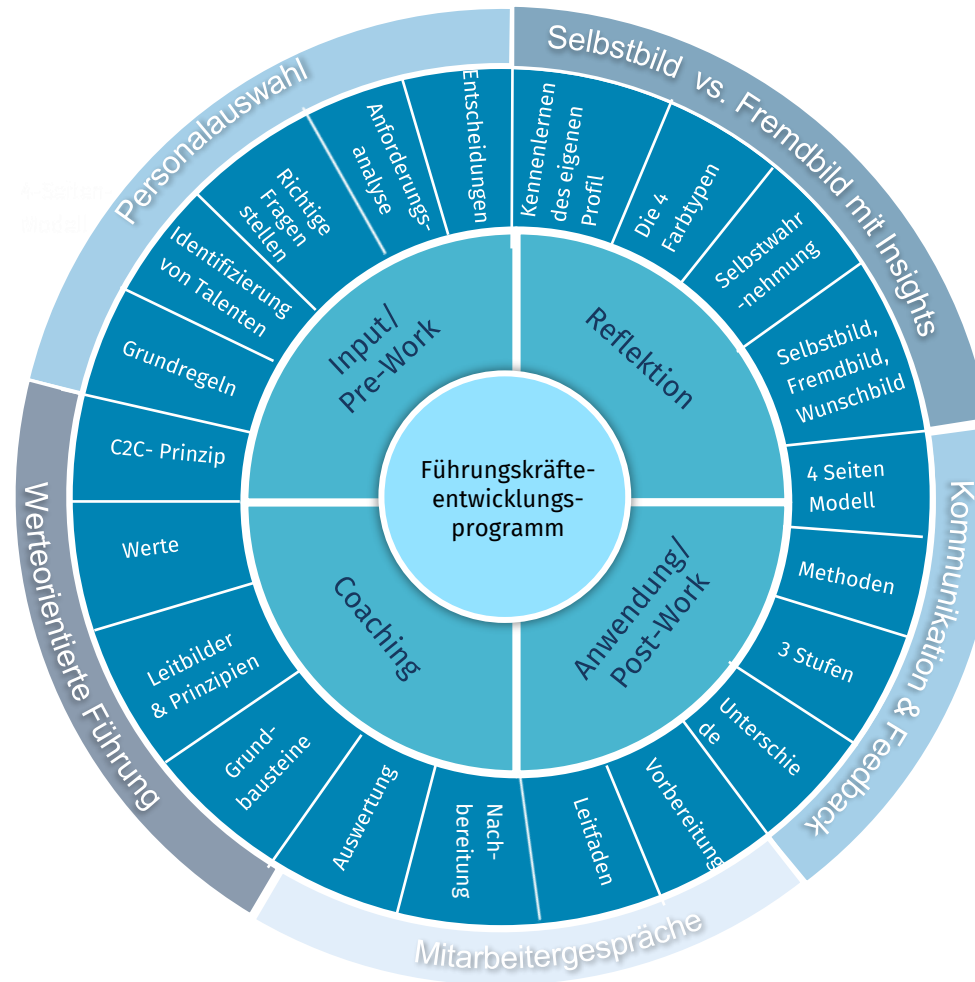 Führungskräfte-
entwicklungs-
programm
Input/
Pre-Work
Reflektion
Anwendung/
Post-Work
Coaching
Selbstbild vs. Fremdbild mit Insights
Kennenlernen
des eigenen
Profil
Die 4
Farbtypen
Selbstwahr
-nehmung
Selbstbild,
Fremdbild,
Wunschbild
Kommunikation & Feedback
4 Seiten
Modell
Methoden
3 Stufen
Unterschie
de
Mitarbeitergespräche
Vorbereitung
Leitfaden
Nach-
bereitung
Auswertung
Werteorientierte Führung
Grund-
bausteine
Leitbilder
& Prinzipien
Werte
C2C- Prinzip
Personalauswahl
Grundregeln
Identifizierung
von Talenten
Richtige
Fragen
stellen
Anforderungs-
analyse
Entscheidungen